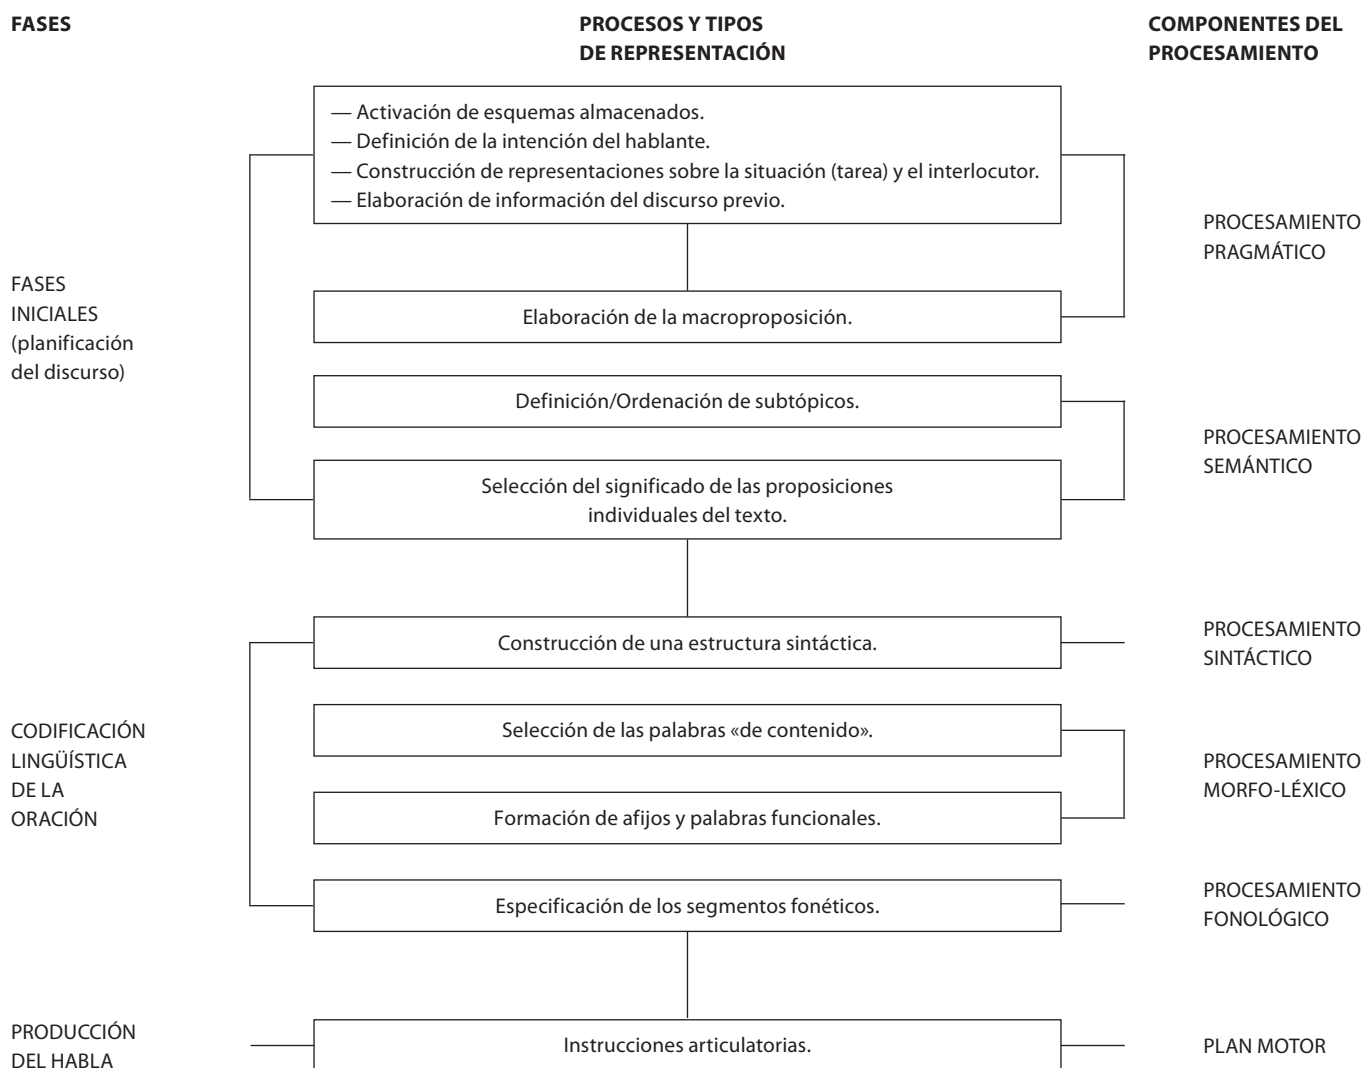 FASES
PROCESOS Y TIPOS
DE REPRESENTACIÓN
COMPONENTES DEL
PROCESAMIENTO
— Activación de esquemas almacenados.
— Definición de la intención del hablante.
— Construcción de representaciones sobre la situación (tarea) y el interlocutor.
— Elaboración de información del discurso previo.
PROCESAMIENTO
PRAGMÁTICO
FASES
INICIALES
(planificación
del discurso)
Elaboración de la macroproposición.
Definición/Ordenación de subtópicos.
PROCESAMIENTO
SEMÁNTICO
Selección del significado de las proposiciones
individuales del texto.
Construcción de una estructura sintáctica.
PROCESAMIENTO
SINTÁCTICO
CODIFICACIÓN
LINGÜÍSTICA
DE LA
ORACIÓN
Selección de las palabras «de contenido».
PROCESAMIENTO
MORFO-LÉXICO
Formación de afijos y palabras funcionales.
Especificación de los segmentos fonéticos.
PROCESAMIENTO
FONOLÓGICO
PRODUCCIÓN
DEL HABLA
Instrucciones articulatorias.
PLAN MOTOR